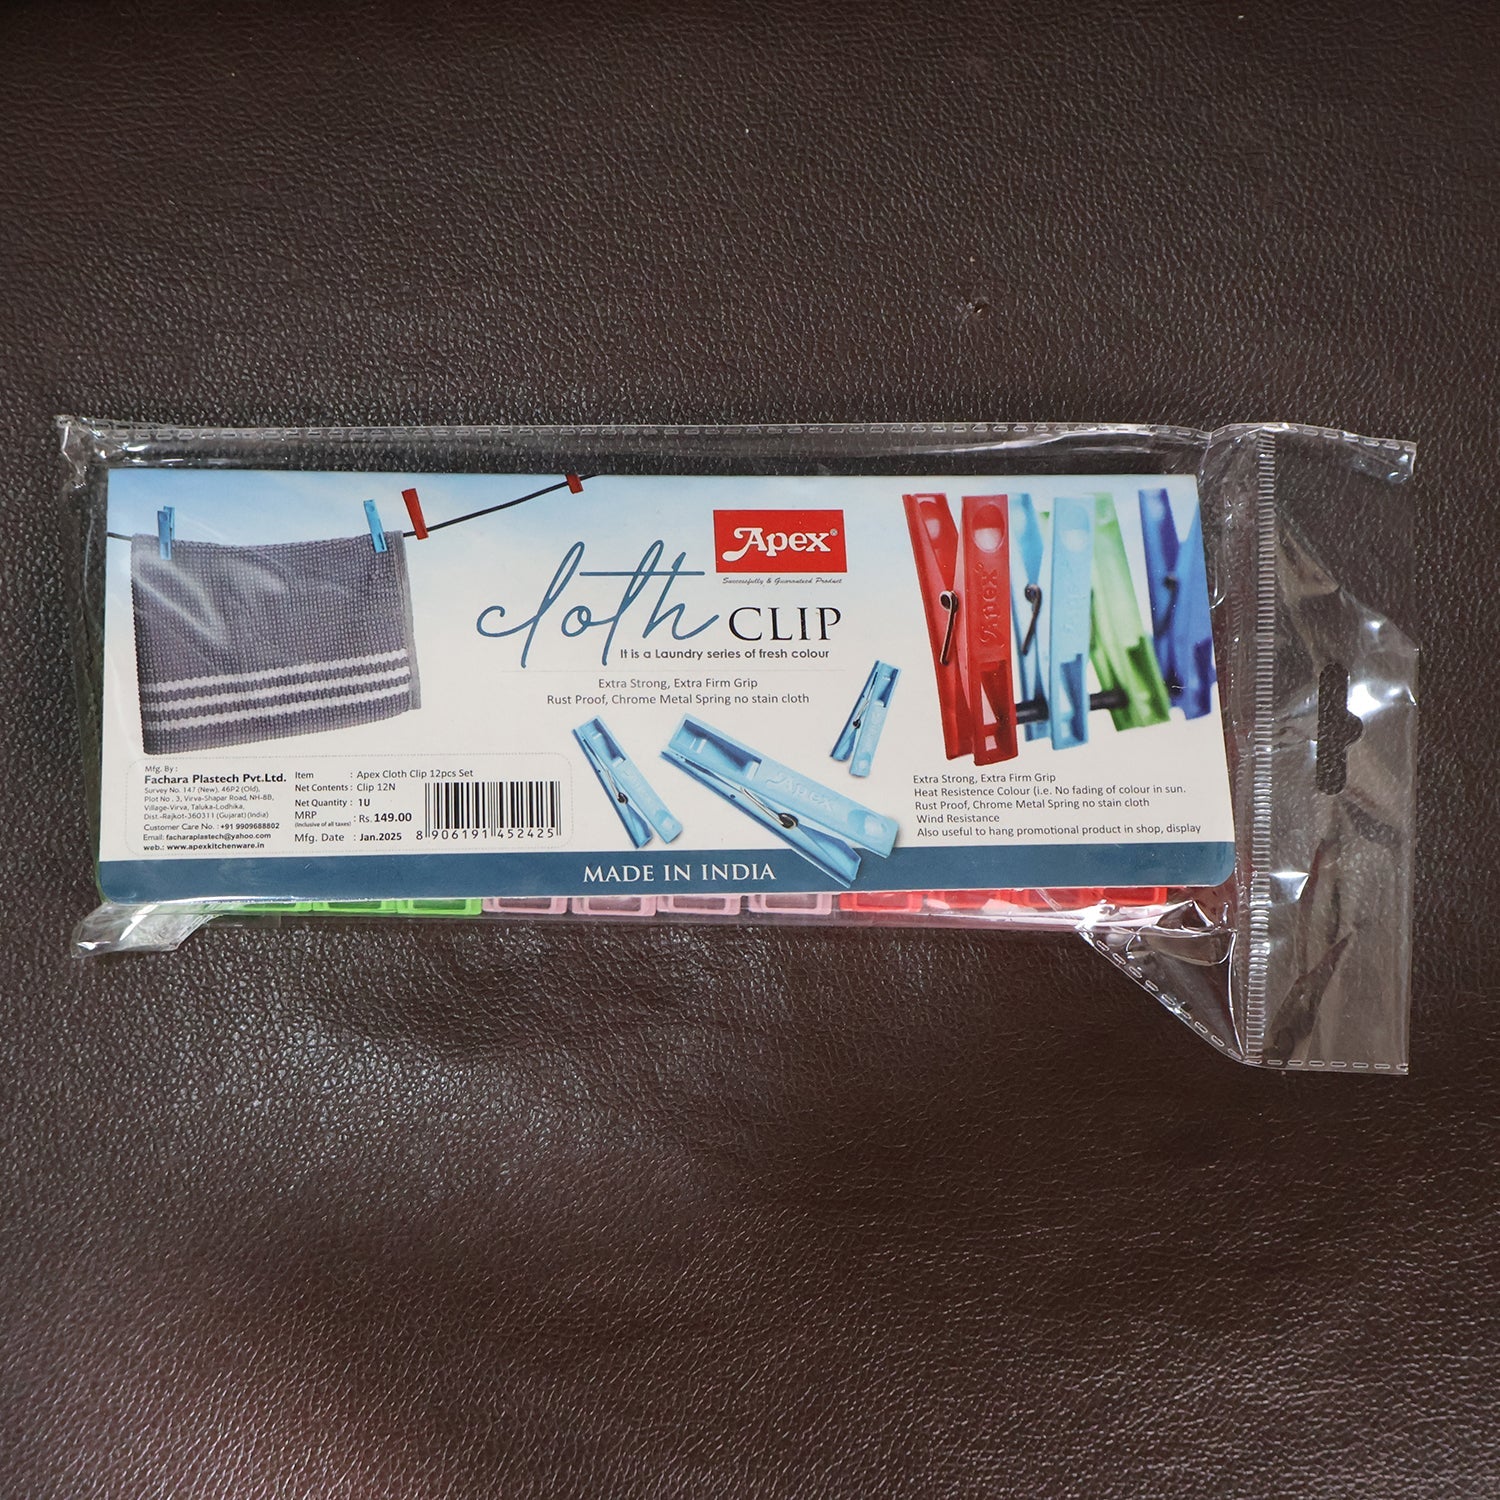 Apex®
Successfully & Guaranteed Product
cloth CLIP
It is a Laundry series of fresh colour
Extra Strong, Extra Firm Grip
Rust Proof, Chrome Metal Spring no stain cloth
Mfg. By :
Fachara Plastech Pvt.Ltd.
Survey No. 147 (New), 46P2 (Old),
Plot No . 3, Virva-Shapar Road, NH-8B,
Village-Virva, Taluka-Lodhika,
Dist.-Rajkot-360311 (Gujarat) (India)
Customer Care No. : +91 9909688802
Email: facharaplastech@yahoo.com
web.: www.apexkitchenware.in
Item : Apex Cloth Clip 12pcs Set
Net Contents : Clip 12N
Net Quantity : 1U
MRP : Rs. 149.00
(Inclusive of all taxes)
Mfg. Date : Jan.2025
8 906191 452425
Apex
Apex
Extra Strong, Extra Firm Grip
Heat Resistence Colour (i.e. No fading of colour in sun.
Rust Proof, Chrome Metal Spring no stain cloth
Wind Resistance
Also useful to hang promotional product in shop, display
MADE IN INDIA